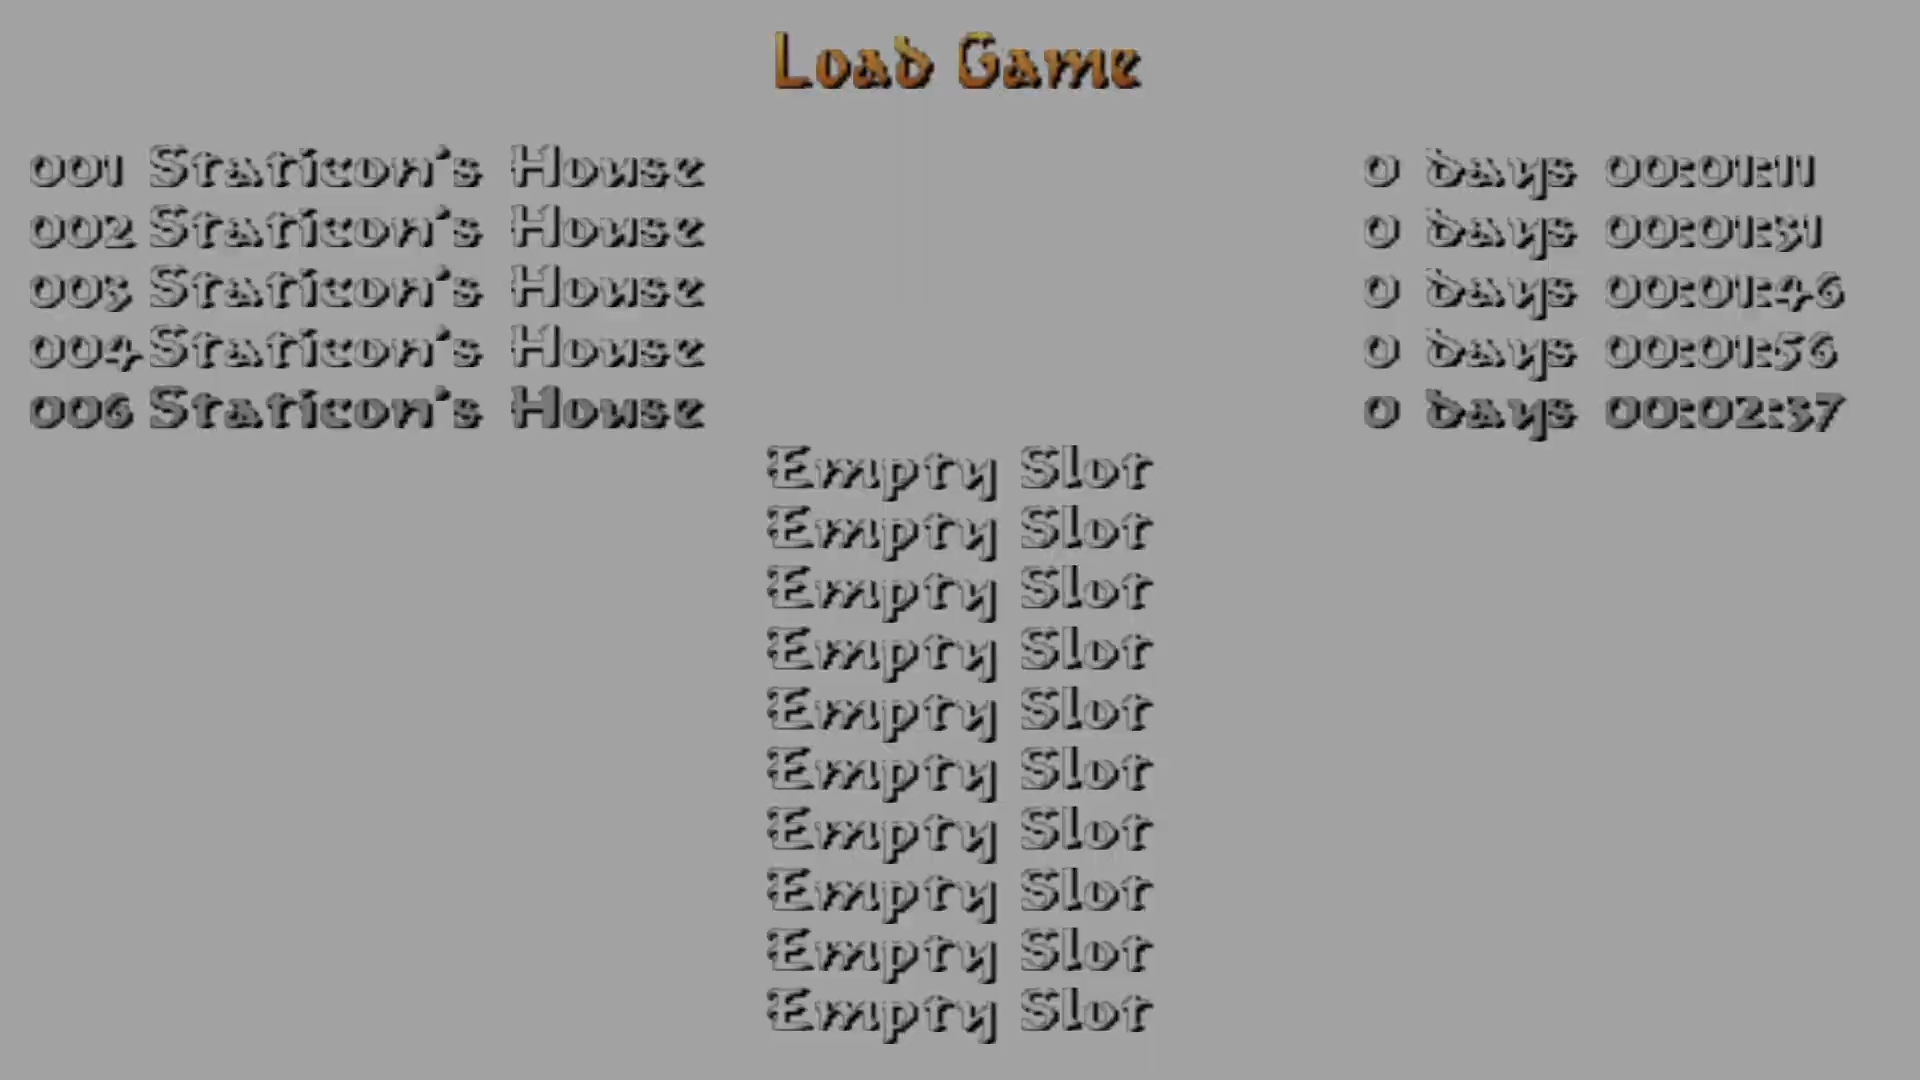 Load Game
001 Staticon's House 0 days 00:01:11
002 Staticon's House 0 days 00:01:31
003 Staticon's House 0 days 00:01:46
004 Staticon's House 0 days 00:01:56
006 Staticon's House 0 days 00:02:37
Empty Slot
Empty Slot
Empty Slot
Empty Slot
Empty Slot
Empty Slot
Empty Slot
Empty Slot
Empty Slot
Empty Slot